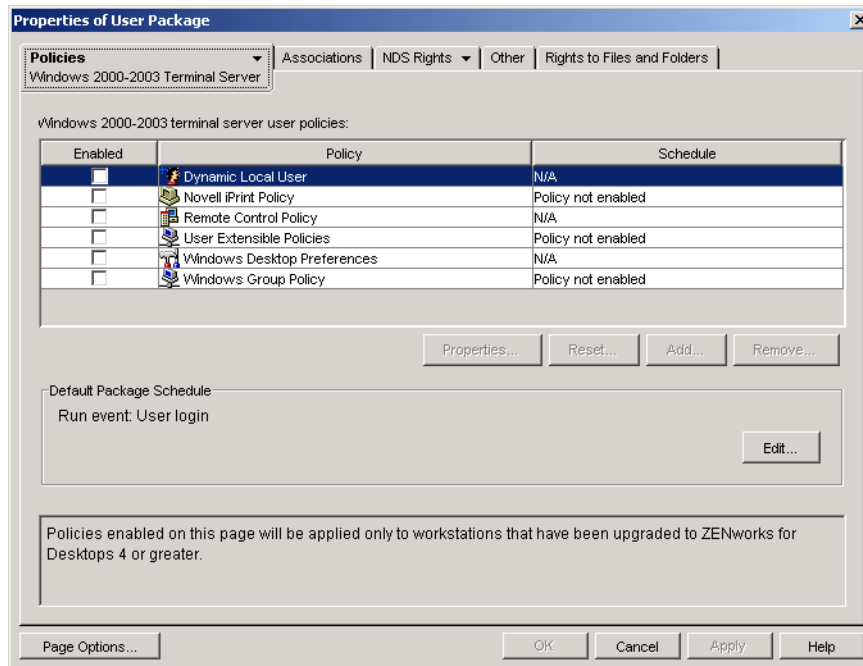 Properties of User Package
Policies
Windows 2000-2003 Terminal Server
Associations
NDS Rights
Other
Rights to Files and Folders
Windows 2000-2003 terminal server user policies:
Enabled Policy Schedule
Dynamic Local User N/A
Novell iPrint Policy Policy not enabled
Remote Control Policy N/A
User Extensible Policies Policy not enabled
Windows Desktop Preferences N/A
Windows Group Policy Policy not enabled
Properties... Reset... Add... Remove...
Default Package Schedule
Run event: User login
Edit...
Policies enabled on this page will be applied only to workstations that have been upgraded to ZENworks for
Desktops 4 or greater.
Page Options... OK Cancel Apply Help